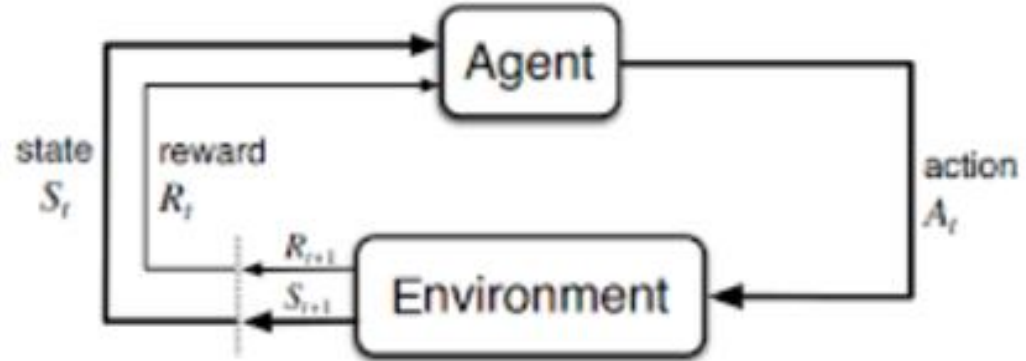 Agent
state
S_t
reward
R_t
action
A_t
R_{t+1}
S_{t+1}
Environment